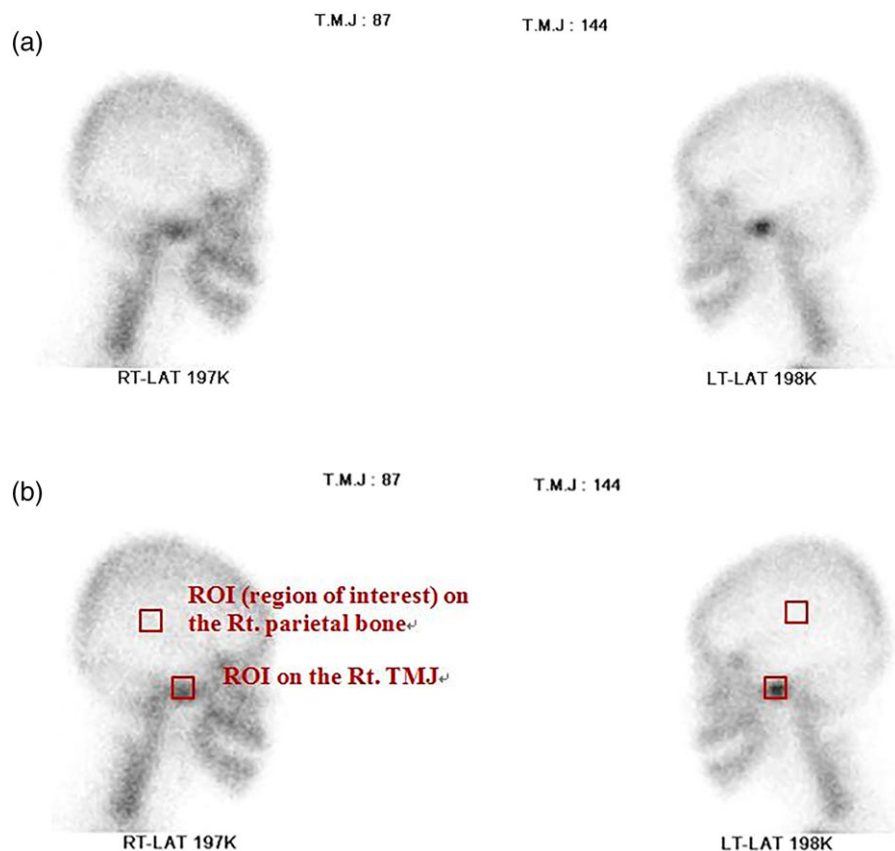 (a)
T.M.J : 87
T.M.J : 144
RT-LAT 197K
LT-LAT 198K
(b)
T.M.J : 87
T.M.J : 144
ROI (region of interest) on
the Rt. parietal bone↵
ROI on the Rt. TMJ↵
RT-LAT 197K
LT-LAT 198K